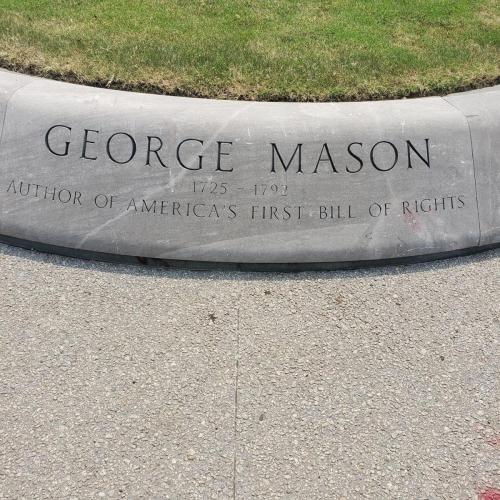 GEORGE MASON
1725 - 1792
AUTHOR OF AMERICA'S FIRST BILL OF RIGHTS